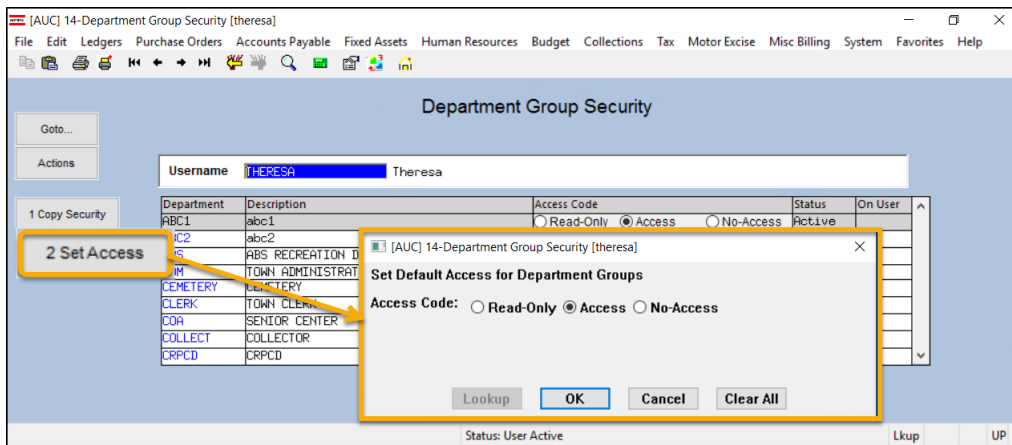 [AUC] 14-Department Group Security [theresa]
File Edit Ledgers Purchase Orders Accounts Payable Fixed Assets Human Resources Budget Collections Tax Motor Excise Misc Billing System Favorites Help
Department Group Security
Goto...
Actions
Username THERESA Theresa
1 Copy Security
2 Set Access
Department Description Access Code Status On User
ABC1 abc1 Read-Only Access No-Access Active
abc2
ABS RECREATION D
TOWN ADMINISTRAT
CEMETERY CEMETERY
CLERK TOWN CLERK
COA SENIOR CENTER
COLLECT COLLECTOR
CRPCD CRPCD
[AUC] 14-Department Group Security [theresa]
Set Default Access for Department Groups
Access Code: Read-Only Access No-Access
Lookup OK Cancel Clear All
Status: User Active Lkup UP